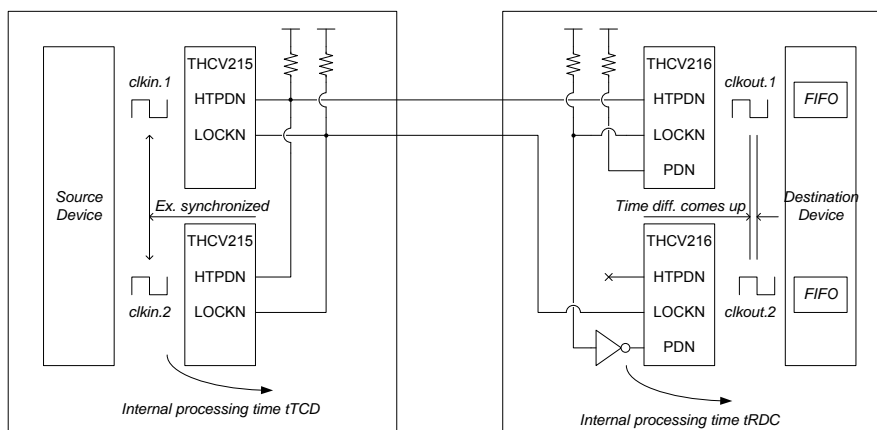 THCV215
clkin.1
HTPDN
LOCKN
Source
Device
Ex. synchronized
THCV215
HTPDN
clkin.2
LOCKN
Internal processing time tTCD
THCV216
clkout.1
HTPDN
FIFO
LOCKN
PDN
Time diff. comes up
Destination
Device
THCV216
HTPDN
FIFO
clkout.2
LOCKN
PDN
Internal processing time tRDC